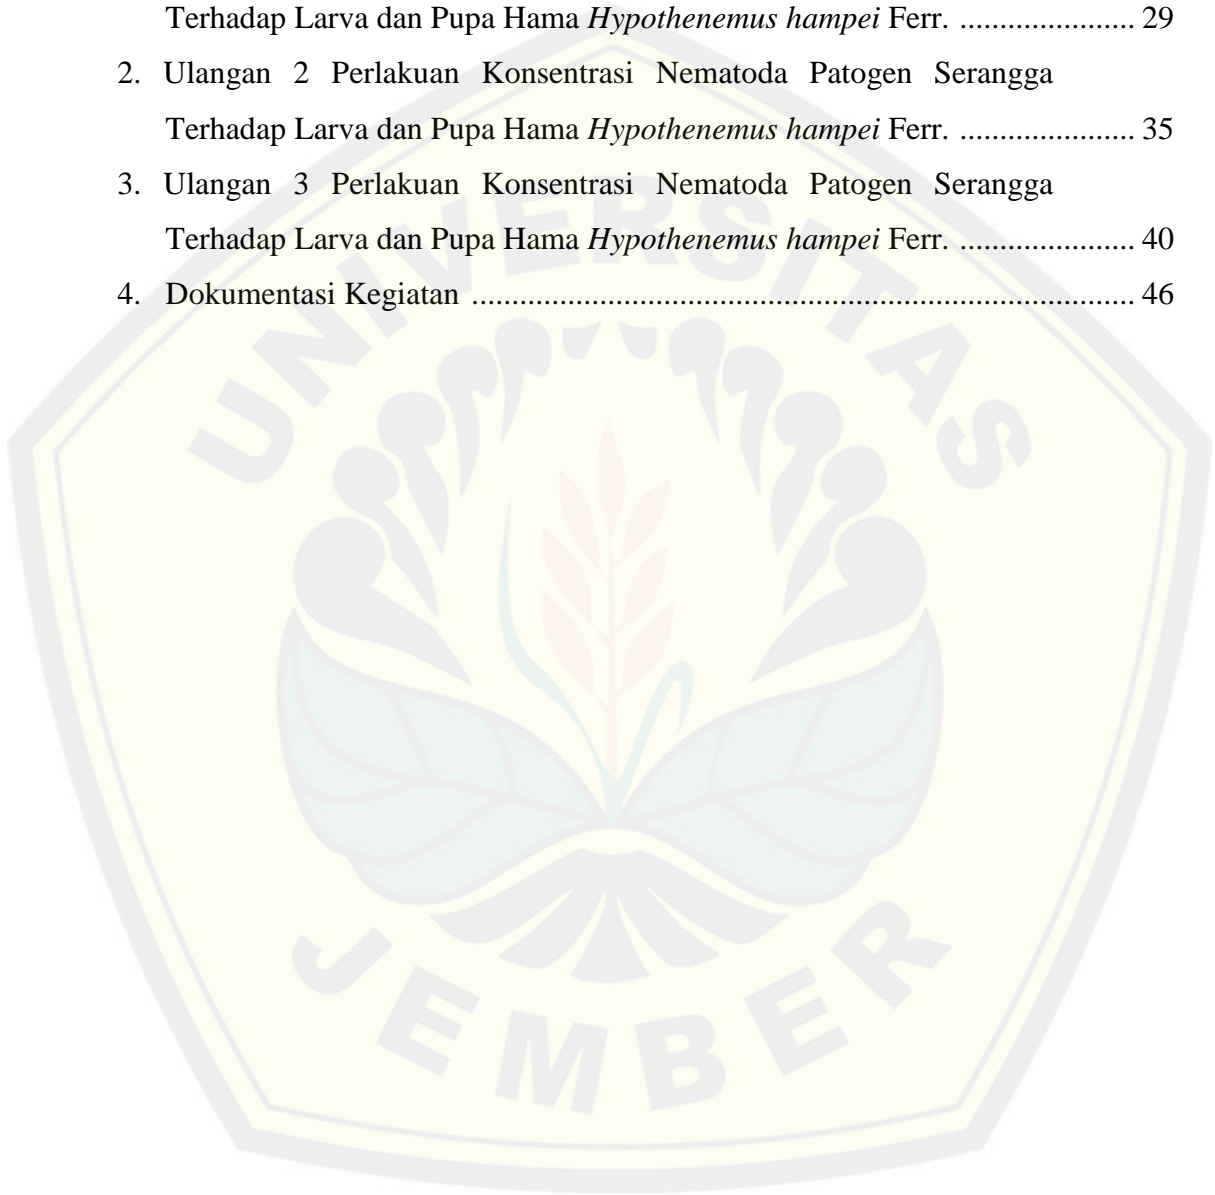 Terhadap Larva dan Pupa Hama Hypothenemus hampei Ferr. ...................... 29
2. Ulangan 2 Perlakuan Konsentrasi Nematoda Patogen Serangga
Terhadap Larva dan Pupa Hama Hypothenemus hampei Ferr. ...................... 35
3. Ulangan 3 Perlakuan Konsentrasi Nematoda Patogen Serangga
Terhadap Larva dan Pupa Hama Hypothenemus hampei Ferr. ...................... 40
4. Dokumentasi Kegiatan .................................................................................. 46
UNIVERSITAS
JEMBER